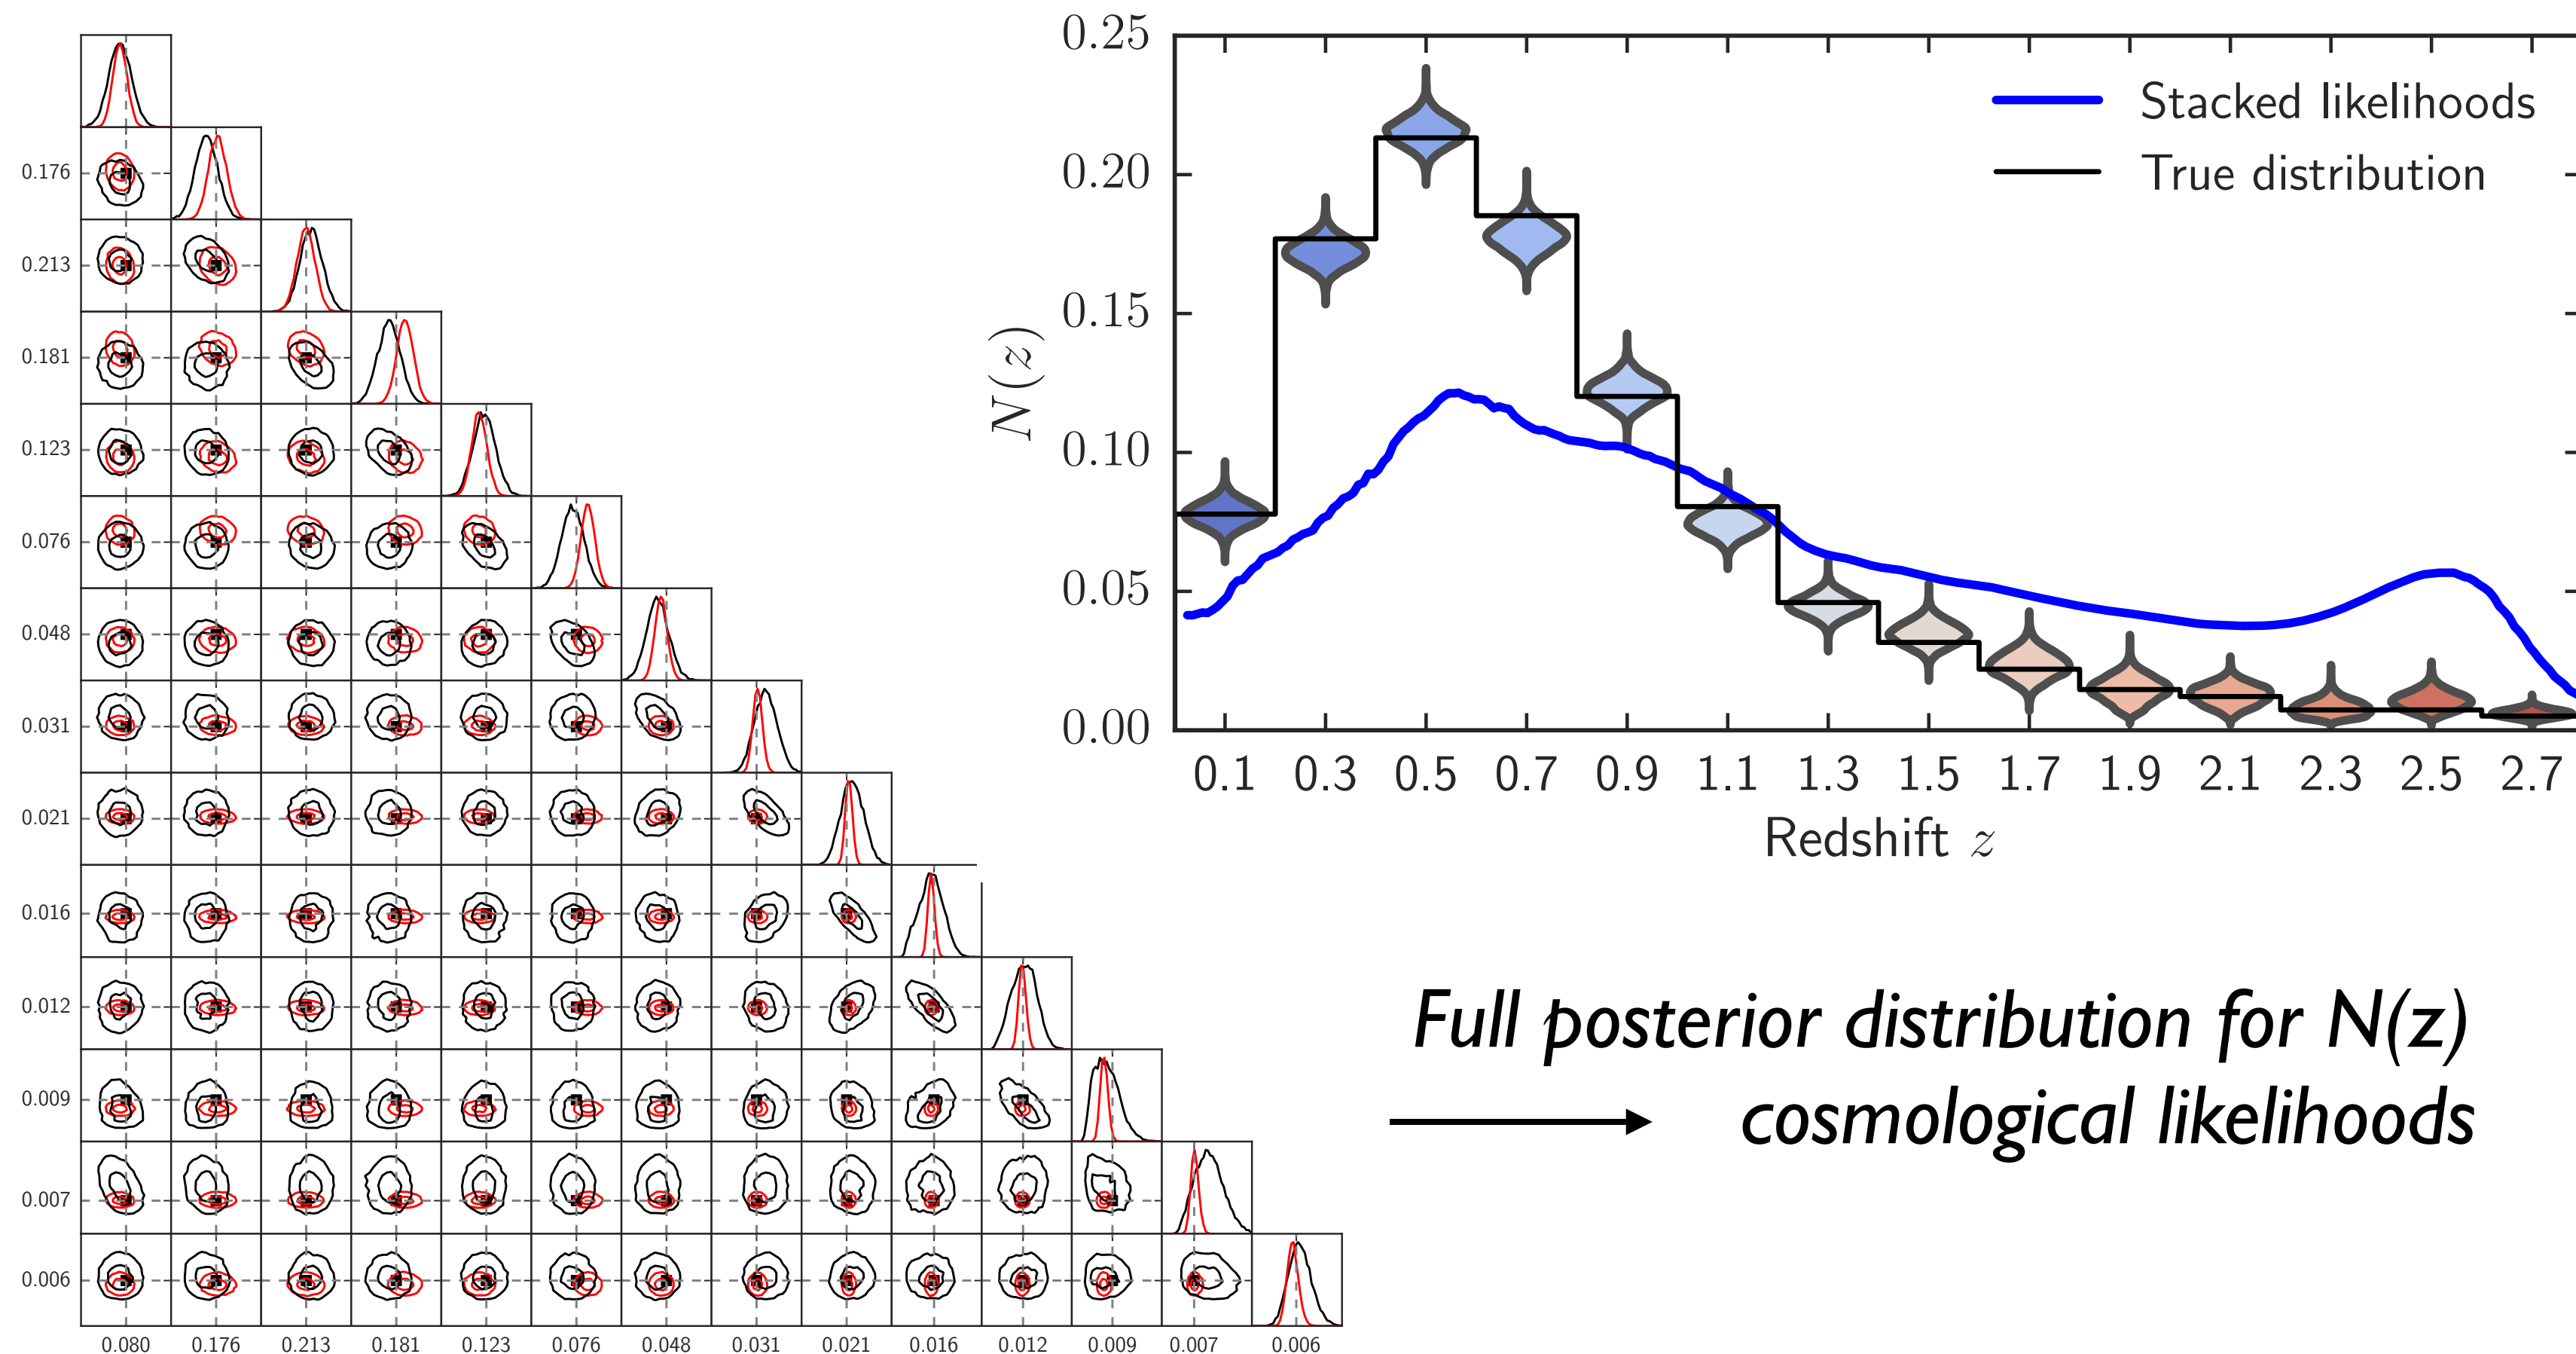 0.25
0.20
0.15
0.10
0.05
0.00
N(z)
Stacked likelihoods
True distribution
0.1 0.3 0.5 0.7 0.9 1.1 1.3 1.5 1.7 1.9 2.1 2.3 2.5 2.7
Redshift z
0.176
0.213
0.181
0.123
0.076
0.048
0.031
0.021
0.016
0.012
0.009
0.007
0.006
0.080 0.176 0.213 0.181 0.123 0.076 0.048 0.031 0.021 0.016 0.012 0.009 0.007 0.006
Full posterior distribution for N(z)
cosmological likelihoods